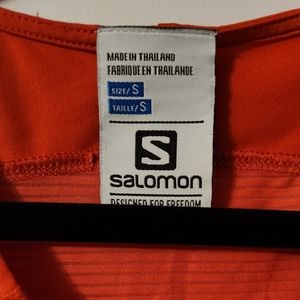 MADE IN THAILAND
FABRIQUE EN THAILANDE
SIZE/ S
TAILLE/ S
S
salomon
DESIGNED FOR FREEDOM